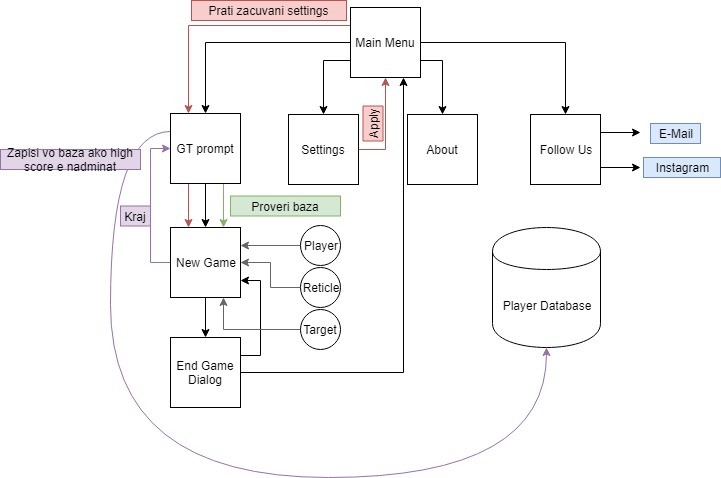 Prati zacuvani settings
Main Menu
Apply
Zapisi vo baza ako high
score e nadminat
GT prompt
Settings
About
Follow Us
E-Mail
Instagram
Proveri baza
Kraj
New Game
Player
Reticle
Target
Player Database
End Game
Dialog